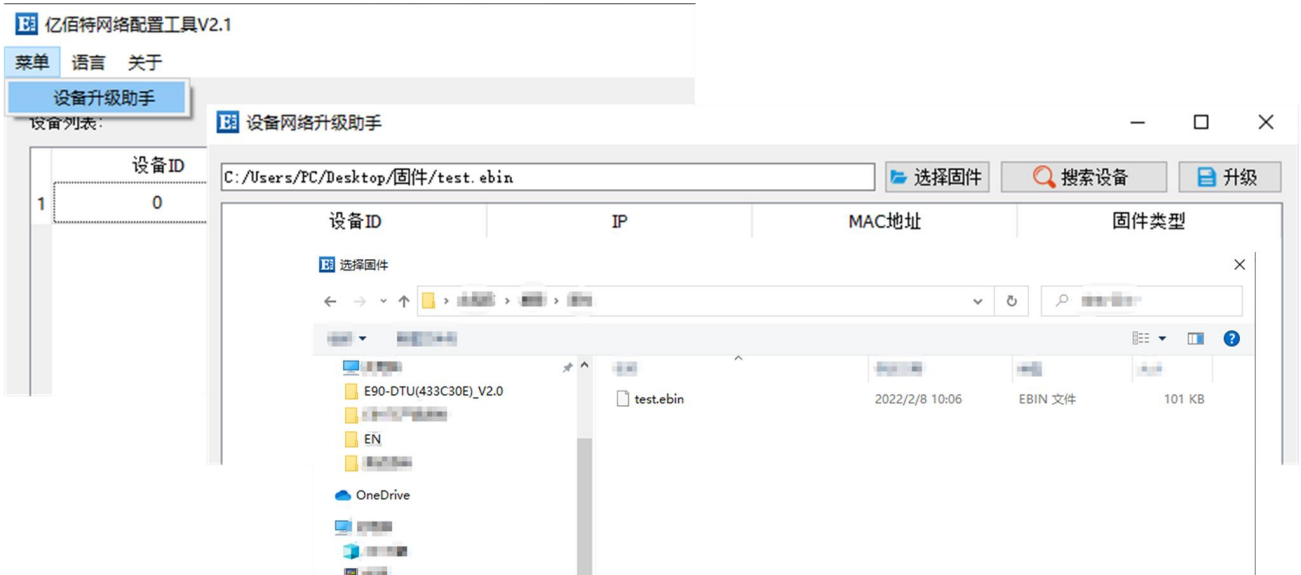 亿佰特网络配置工具V2.1
菜单 语言 关于
设备升级助手
设备列表:
设备ID
1 0
设备网络升级助手
C:/Users/PC/Desktop/固件/test.ebin 选择固件 搜索设备 升级
设备ID IP MAC地址 固件类型
选择固件
E90-DTU(433C30E)_V2.0
test.ebin 2022/2/8 10:06 EBIN 文件 101 KB
EN
OneDrive